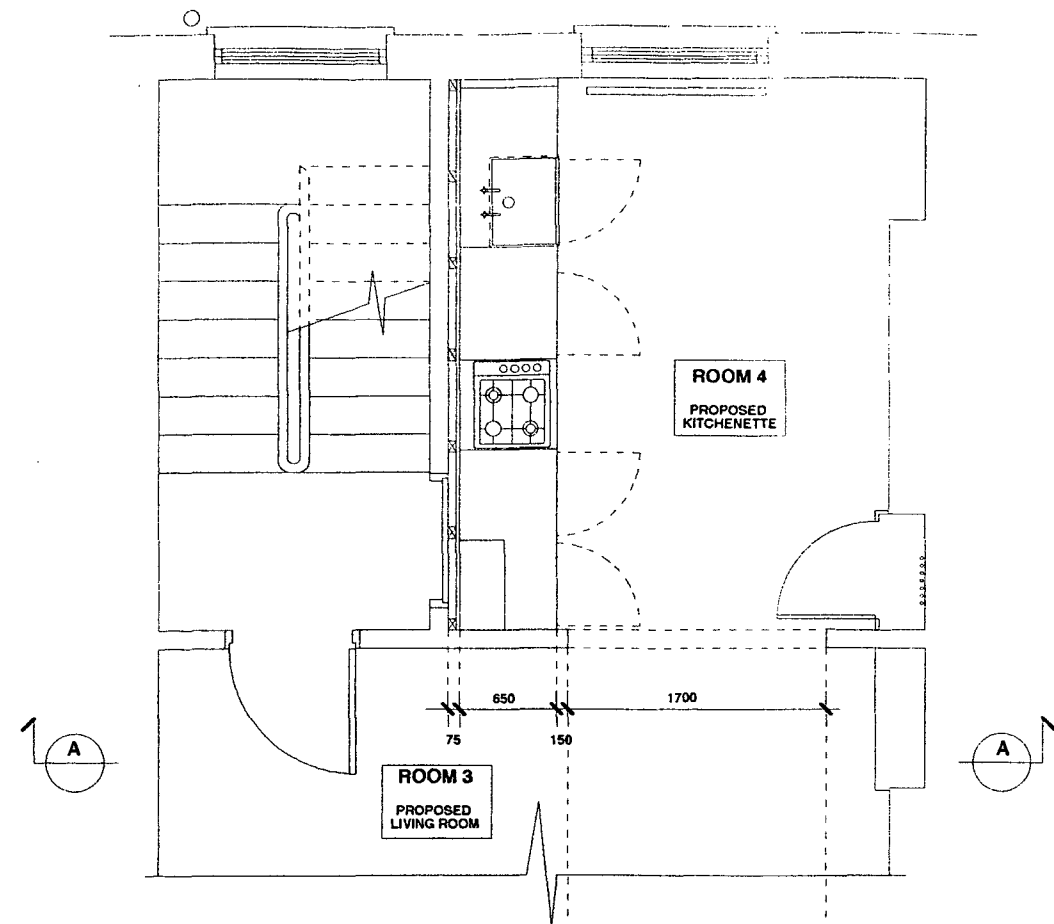 ROOM 4
PROPOSED
KITCHENETTE
650
1700
75
150
A
A
ROOM 3
PROPOSED
LIVING ROOM